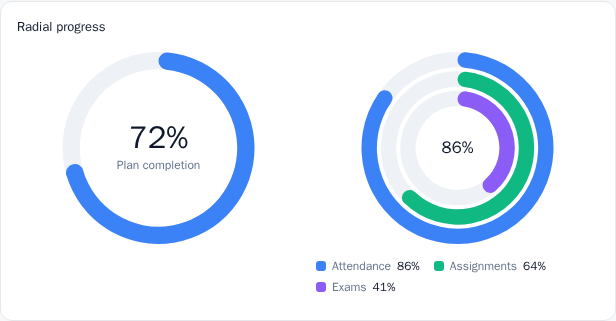 Radial progress
72%
Plan completion
86%
Attendance 86% Assignments 64%
Exams 41%